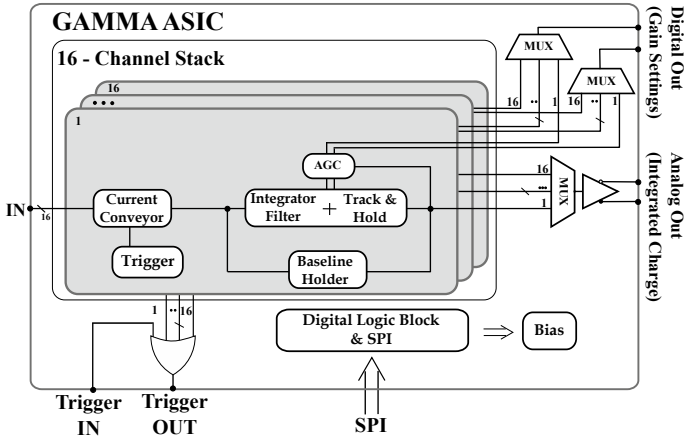 GAMMA ASIC
16 - Channel Stack
16
•••
1
MUX
MUX
16
••
1
16
••
1
Digital Out
(Gain Settings)
AGC
IN
16
Current
Conveyor
Integrator
Filter
+
Track &
Hold
Trigger
Baseline
Holder
16
•••
1
MUX
Analog Out
(Integrated Charge)
1
••
16
Digital Logic Block
& SPI
Bias
Trigger
IN
Trigger
OUT
SPI